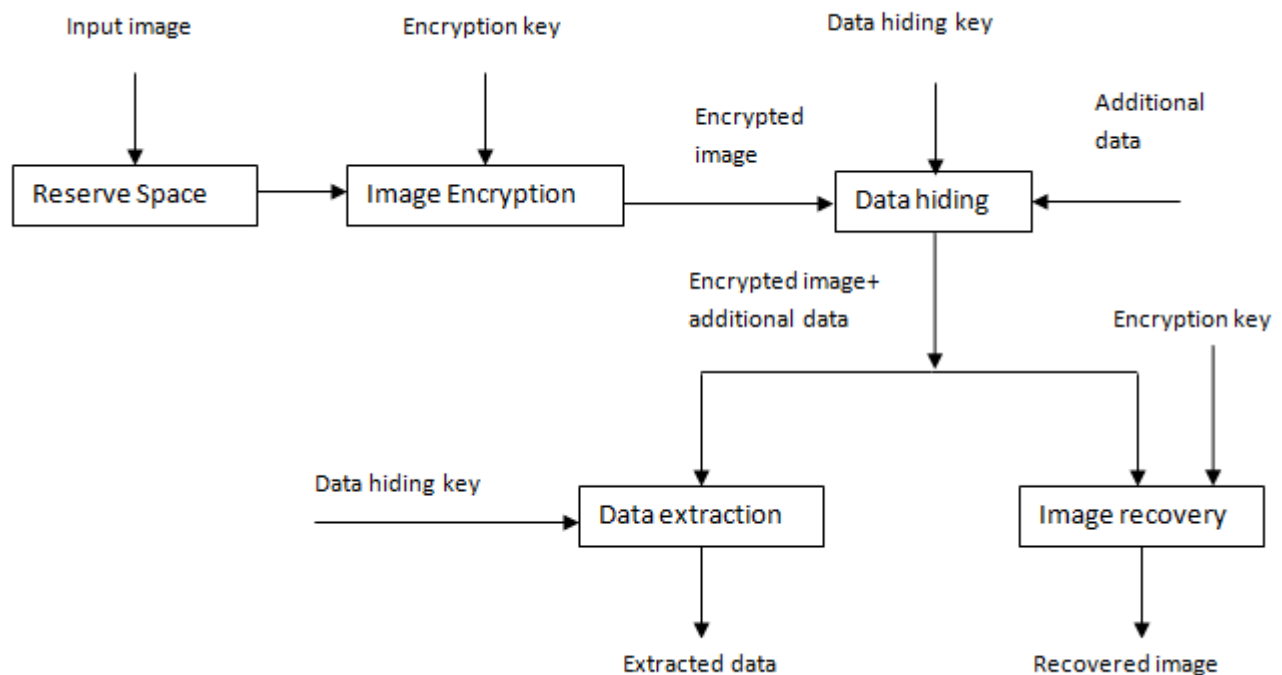 Input image
Encryption key
Data hiding key
Encrypted
image
Additional
data
Reserve Space
Image Encryption
Data hiding
Encrypted image+
additional data
Encryption key
Data hiding key
Data extraction
Image recovery
Extracted data
Recovered image